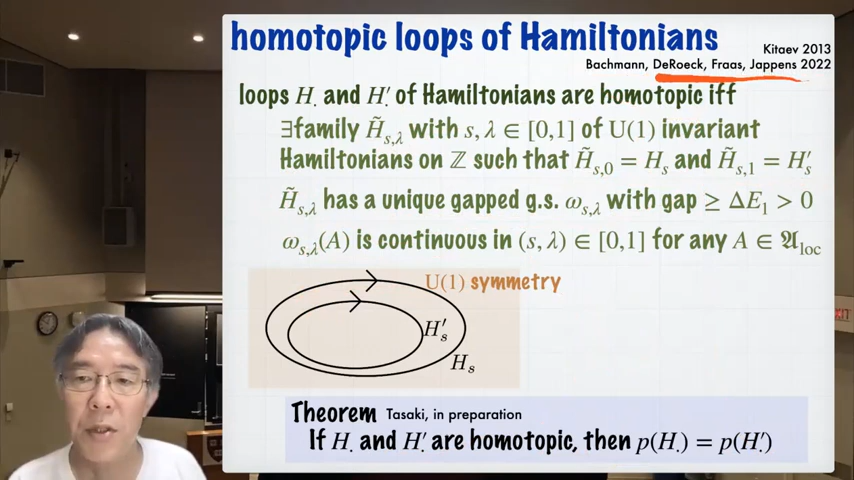 homotopic loops of Hamiltonians
Kitaev 2013
Bachmann, DeRoeck, Fraas, Jappens 2022
loops H. and H.′ of Hamiltonians are homotopic iff
∃family H̃ₛ,λ with s, λ ∈ [0,1] of U(1) invariant
Hamiltonians on ℤ such that H̃ₛ,₀ = Hₛ and H̃ₛ,₁ = Hₛ′
H̃ₛ,λ has a unique gapped g.s. ωₛ,λ with gap ≥ ΔE₁ > 0
ωₛ,λ(A) is continuous in (s, λ) ∈ [0,1] for any A ∈ 𝔄loc
U(1) symmetry
Hₛ′
Hₛ
Theorem Tasaki, in preparation
If H. and H.′ are homotopic, then p(H.) = p(H.′)